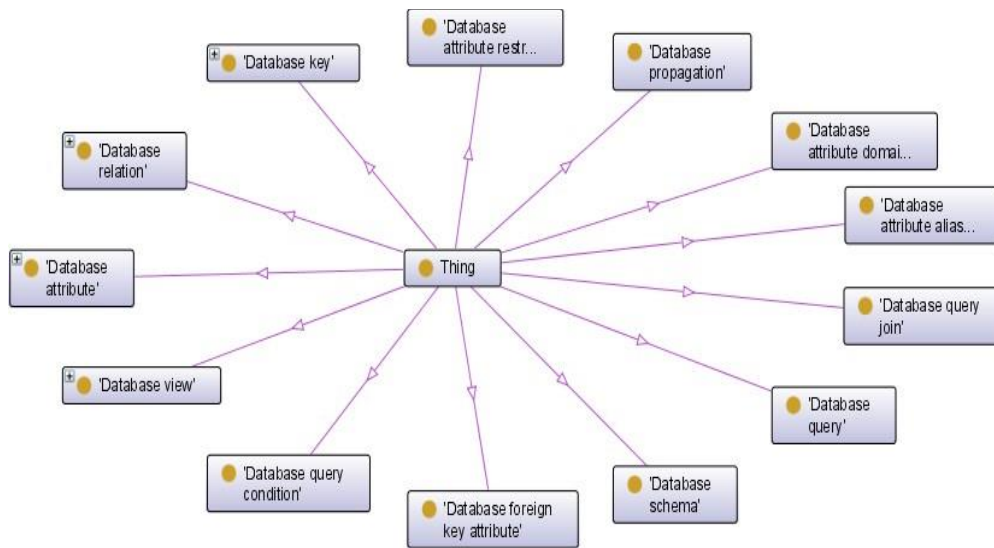 'Database
attribute restr...
'Database key'
'Database
propagation'
'Database
relation'
'Database
attribute domai...
'Database
attribute alias...
'Database
attribute'
Thing
'Database query
join'
'Database view'
'Database
query'
'Database query
condition'
'Database foreign
key attribute'
'Database
schema'